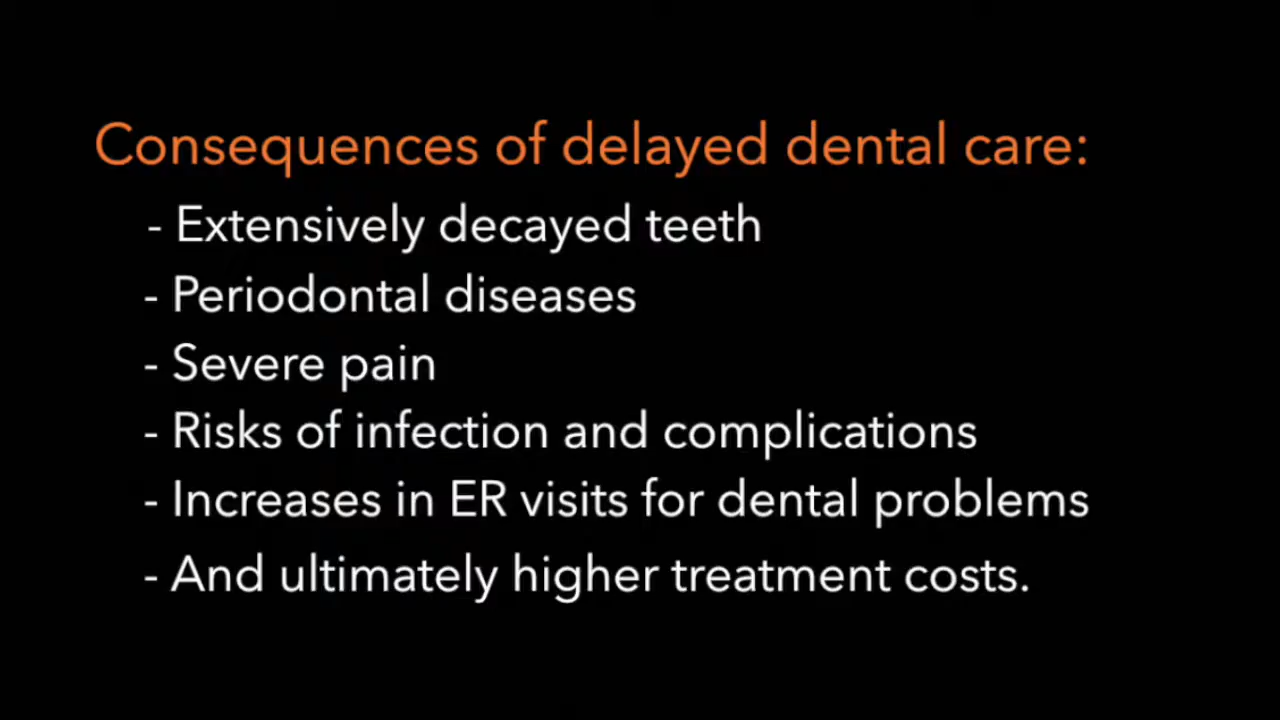 Consequences of delayed dental care:
- Extensively decayed teeth
- Periodontal diseases
- Severe pain
- Risks of infection and complications
- Increases in ER visits for dental problems
- And ultimately higher treatment costs.